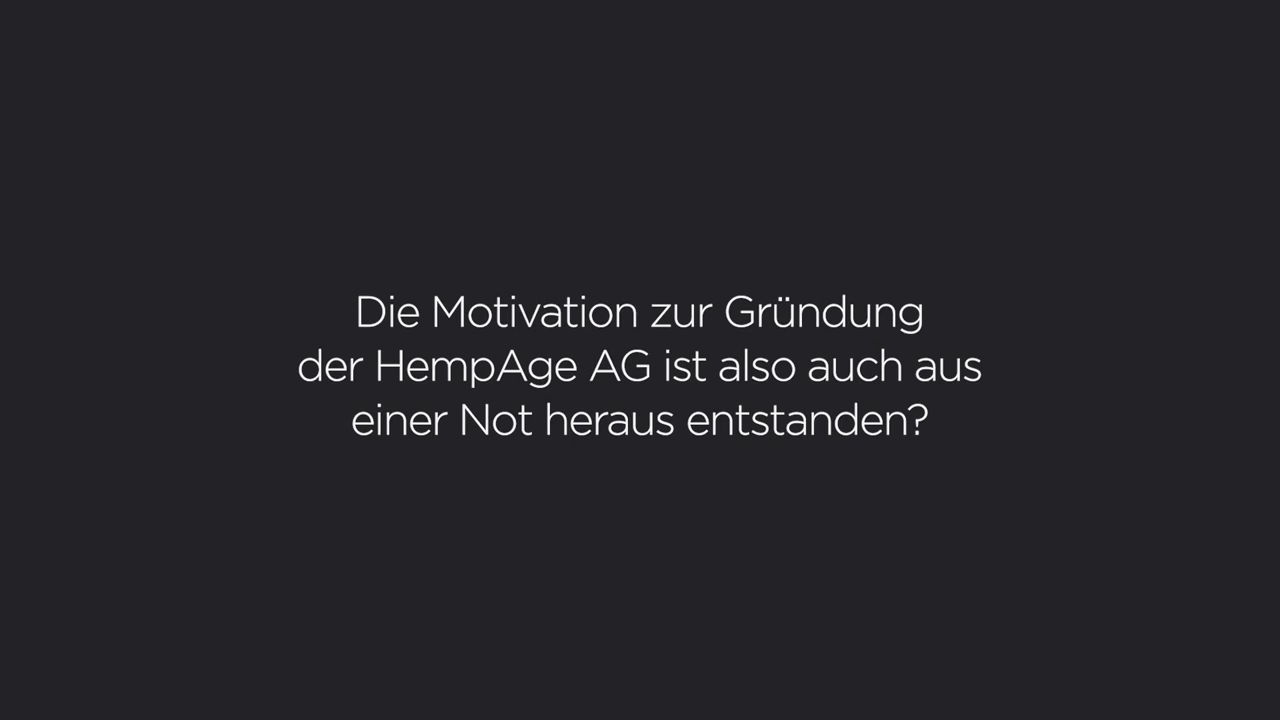 Die Motivation zur Gründung
der HempAge AG ist also auch aus
einer Not heraus entstanden?